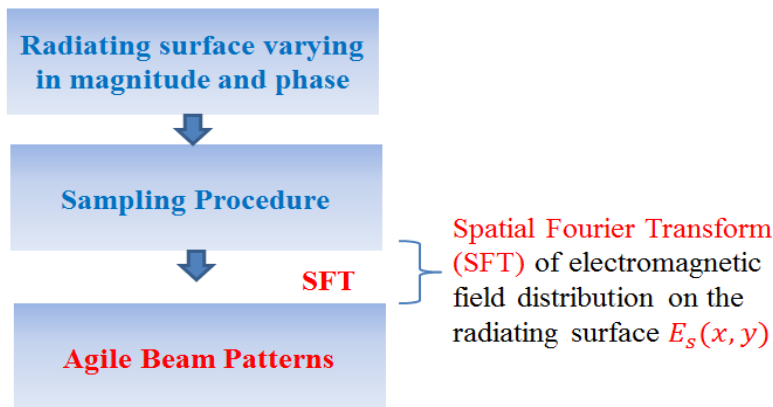 Radiating surface varying
in magnitude and phase
Sampling Procedure
SFT
Agile Beam Patterns
Spatial Fourier Transform
(SFT) of electromagnetic
field distribution on the
radiating surface E_s(x, y)